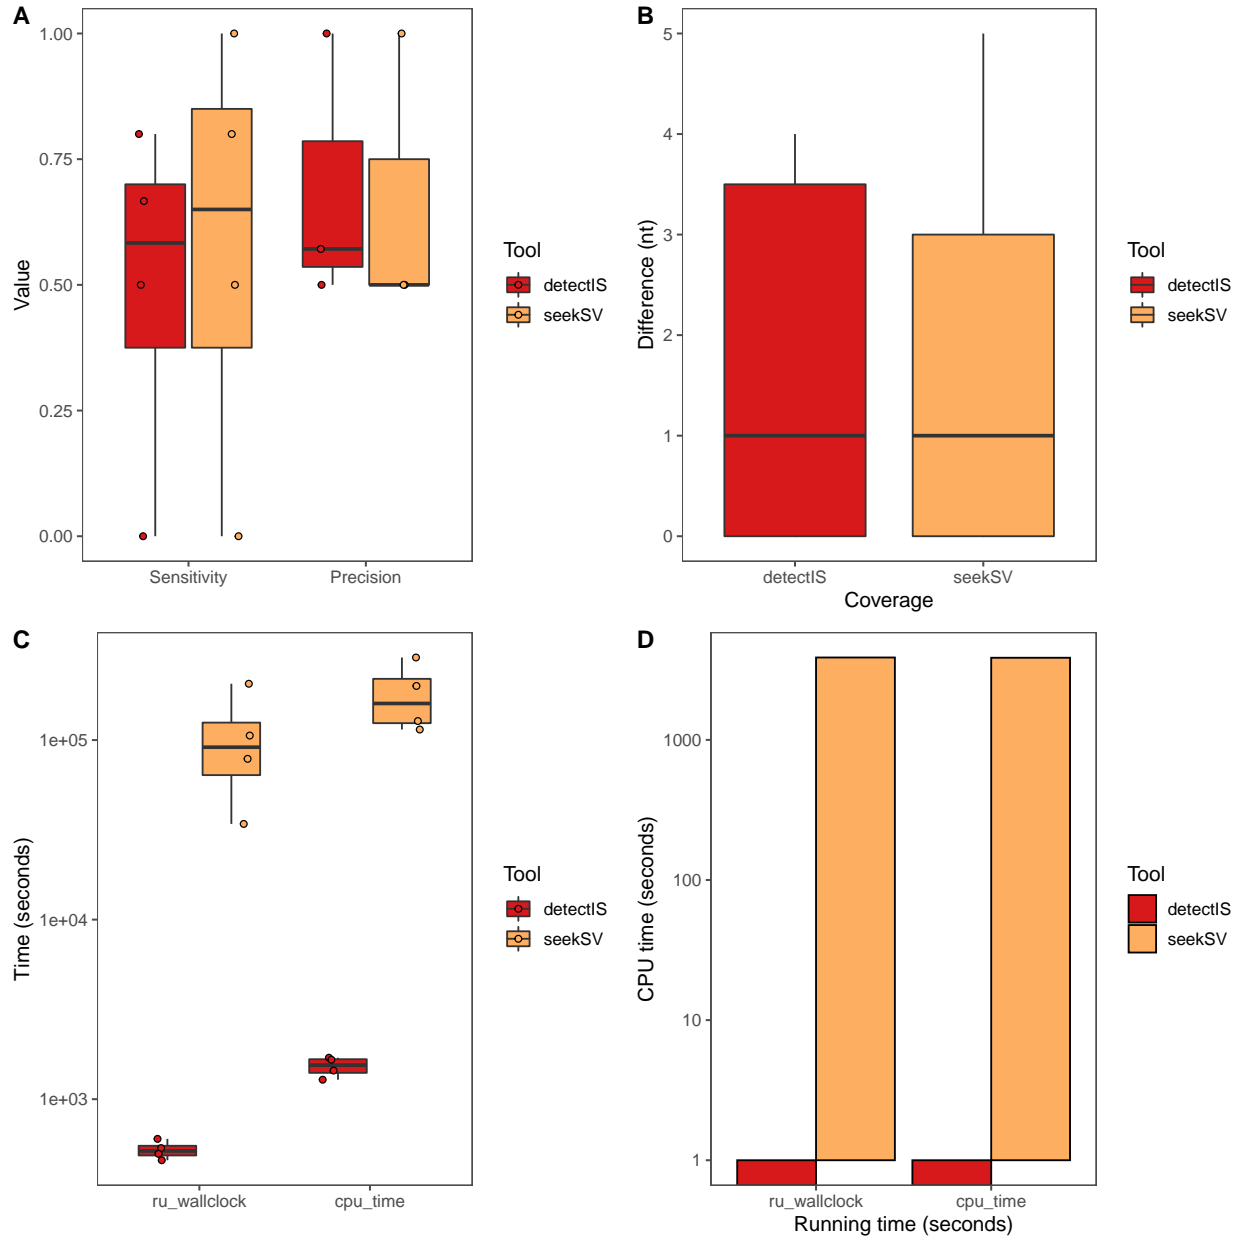 A
1.00
0.75
0.50
0.25
0.00
Value
Sensitivity
Precision
Tool
detectIS
seekSV
B
5
4
3
2
1
0
Difference (nt)
detectIS
seekSV
Coverage
Tool
detectIS
seekSV
C
1e+05
1e+04
1e+03
Time (seconds)
ru_wallclock
cpu_time
Tool
detectIS
seekSV
D
1000
100
10
1
CPU time (seconds)
ru_wallclock
cpu_time
Running time (seconds)
Tool
detectIS
seekSV